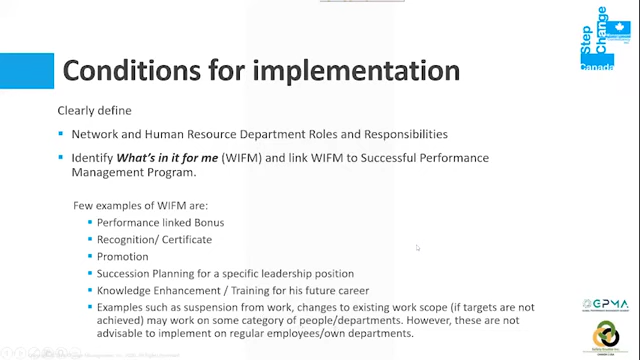 Step Change
Canada
Conditions for implementation
Clearly define
Network and Human Resource Department Roles and Responsibilities
Identify What's in it for me (WIFM) and link WIFM to Successful Performance
Management Program.
Few examples of WIFM are:
Performance linked Bonus
Recognition/ Certificate
Promotion
Succession Planning for a specific leadership position
Knowledge Enhancement / Training for his future career
Examples such as suspension from work, changes to existing work scope (if targets are not
achieved) may work on some category of people/departments. However, these are not
advisable to implement on regular employees/own departments.
GPMA